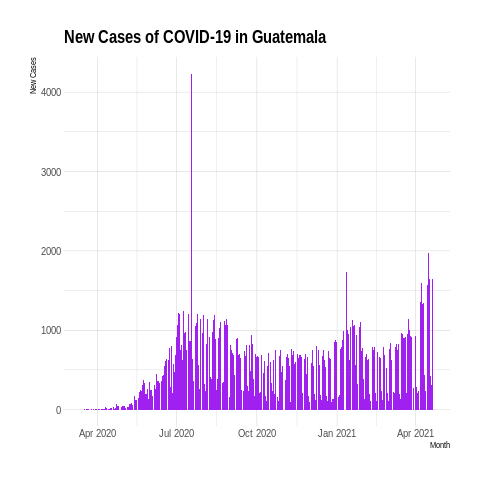 New Cases of COVID-19 in Guatemala
New Cases
4000
3000
2000
1000
0
Apr 2020 Jul 2020 Oct 2020 Jan 2021 Apr 2021
Month